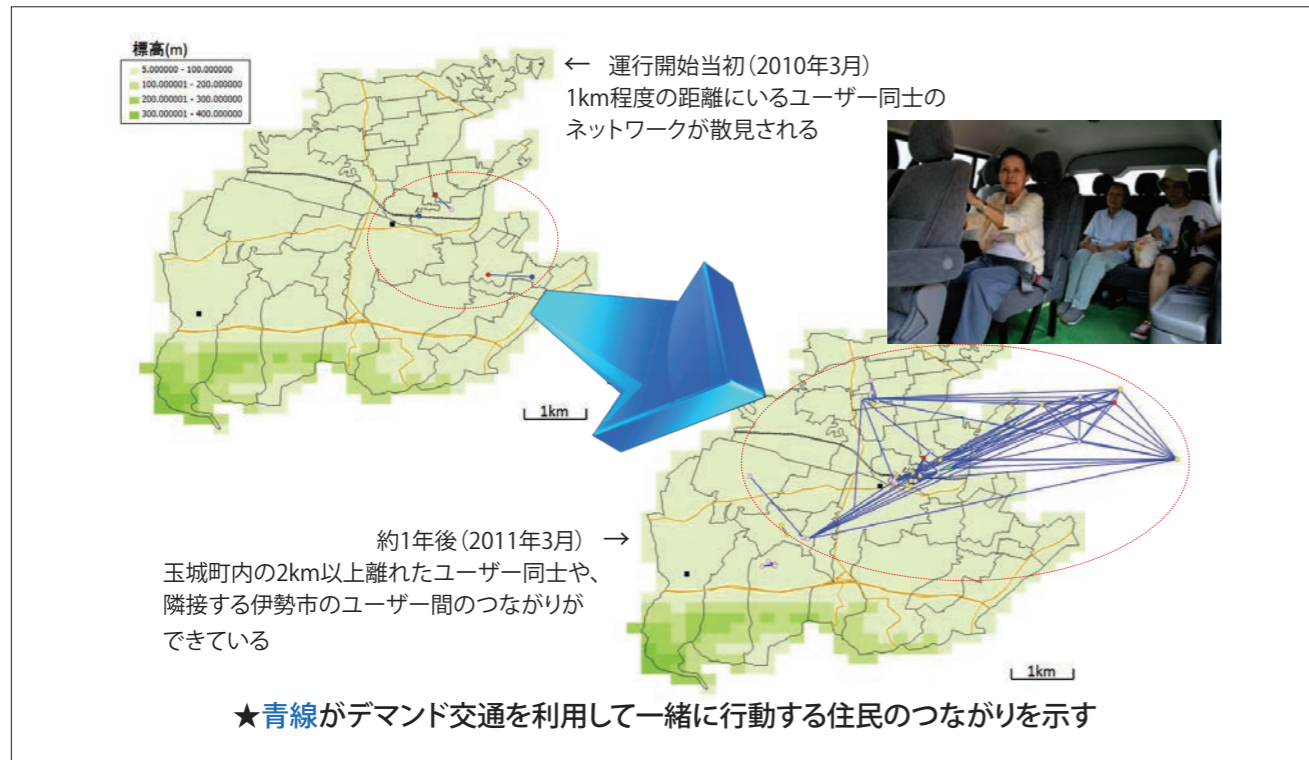 標高(m)
5.000000 - 100.000000
100.000001 - 200.000000
200.000001 - 300.000000
300.000001 - 400.000000
← 運行開始当初(2010年3月)
1km程度の距離にいるユーザー同士の
ネットワークが散見される
1km
約1年後(2011年3月) →
玉城町内の2km以上離れたユーザー同士や、
隣接する伊勢市のユーザー間のつながりが
できている
1km
★青線がデマンド交通を利用して一緒に行動する住民のつながりを示す